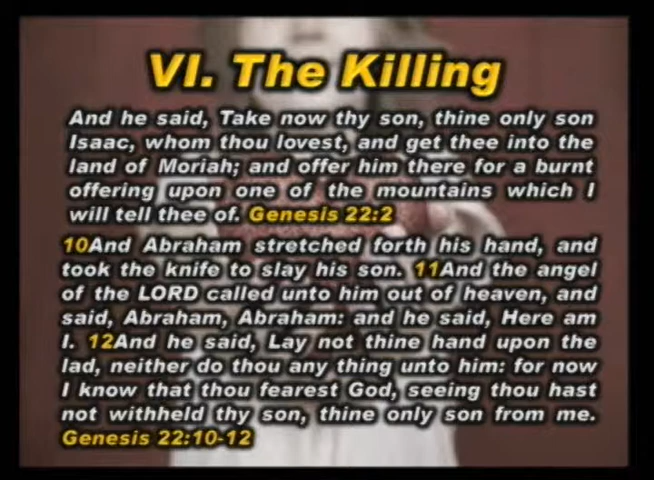 VI. The Killing
And he said, Take now thy son, thine only son
Isaac, whom thou lovest, and get thee into the
land of Moriah; and offer him there for a burnt
offering upon one of the mountains which I
will tell thee of. Genesis 22:2
10And Abraham stretched forth his hand, and
took the knife to slay his son. 11And the angel
of the LORD called unto him out of heaven, and
said, Abraham, Abraham: and he said, Here am
I. 12And he said, Lay not thine hand upon the
lad, neither do thou any thing unto him: for now
I know that thou fearest God, seeing thou hast
not withheld thy son, thine only son from me.
Genesis 22:10-12